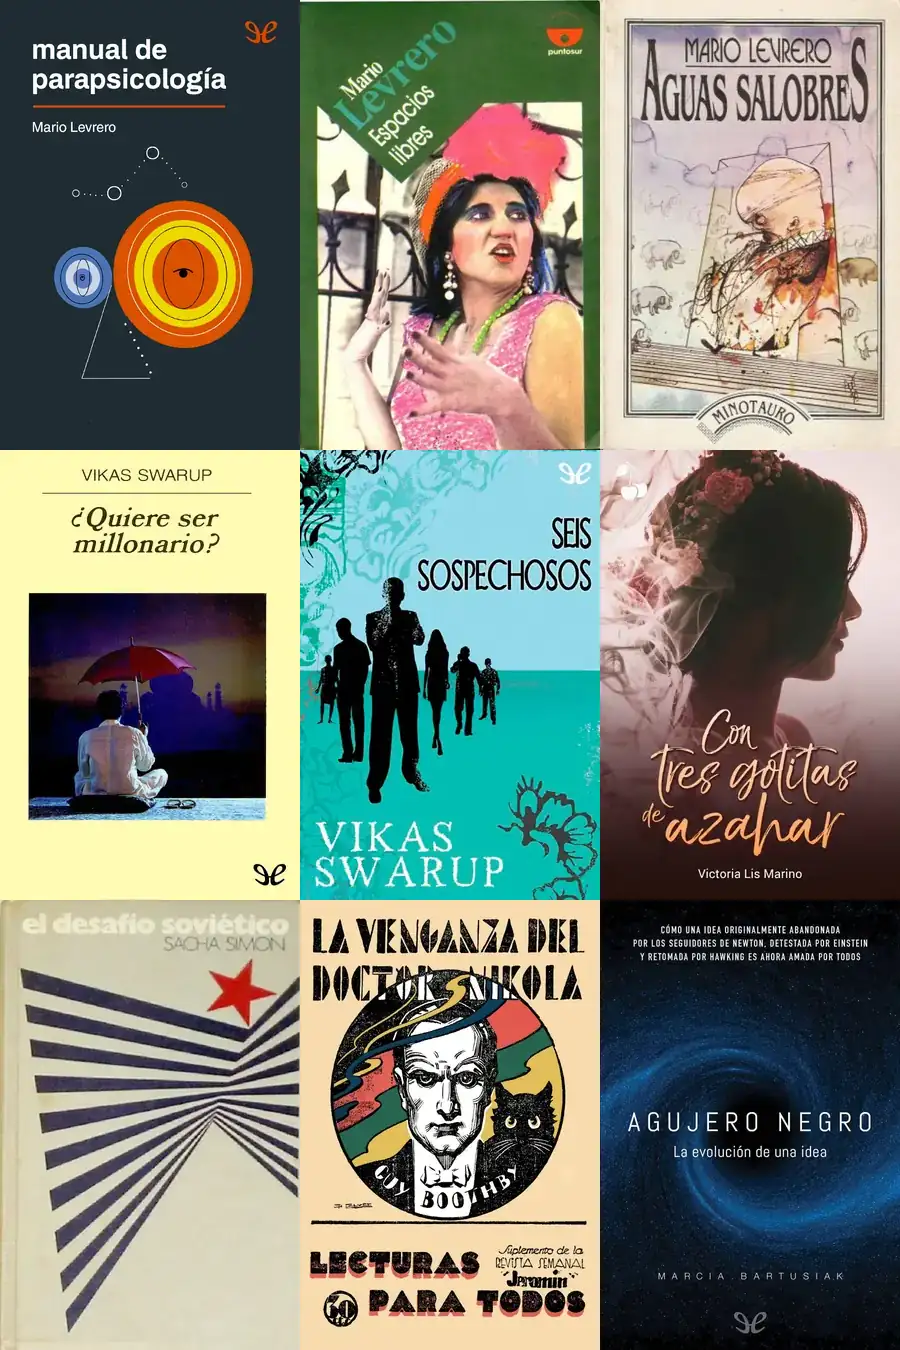 manual de
parapsicología
Mario Levrero
Mario
Levrero
Espacios
libres
puntosur
MARIO LEVRERO
AGUAS SALOBRES
MINOTAURO
VIKAS SWARUP
¿Quiere ser
millonario?
SEIS
SOSPECHOSOS
VIKAS
SWARUP
Con
tres gotitas
de azahar
Victoria Lis Marino
el desafío soviético
SACHA SIMON
LA VENGANZA DEL
DOCTOR NIKOLA
GUY BOOTHBY
LECTURAS
PARA TODOS
Suplemento de la
REVISTA SEMANAL
"Jeromín"
30
CÓMO UNA IDEA ORIGINALMENTE ABANDONADA
POR LOS SEGUIDORES DE NEWTON, DETESTADA POR EINSTEIN
Y RETOMADA POR HAWKING ES AHORA AMADA POR TODOS
AGUJERO NEGRO
La evolución de una idea
MARCIA BARTUSIAK